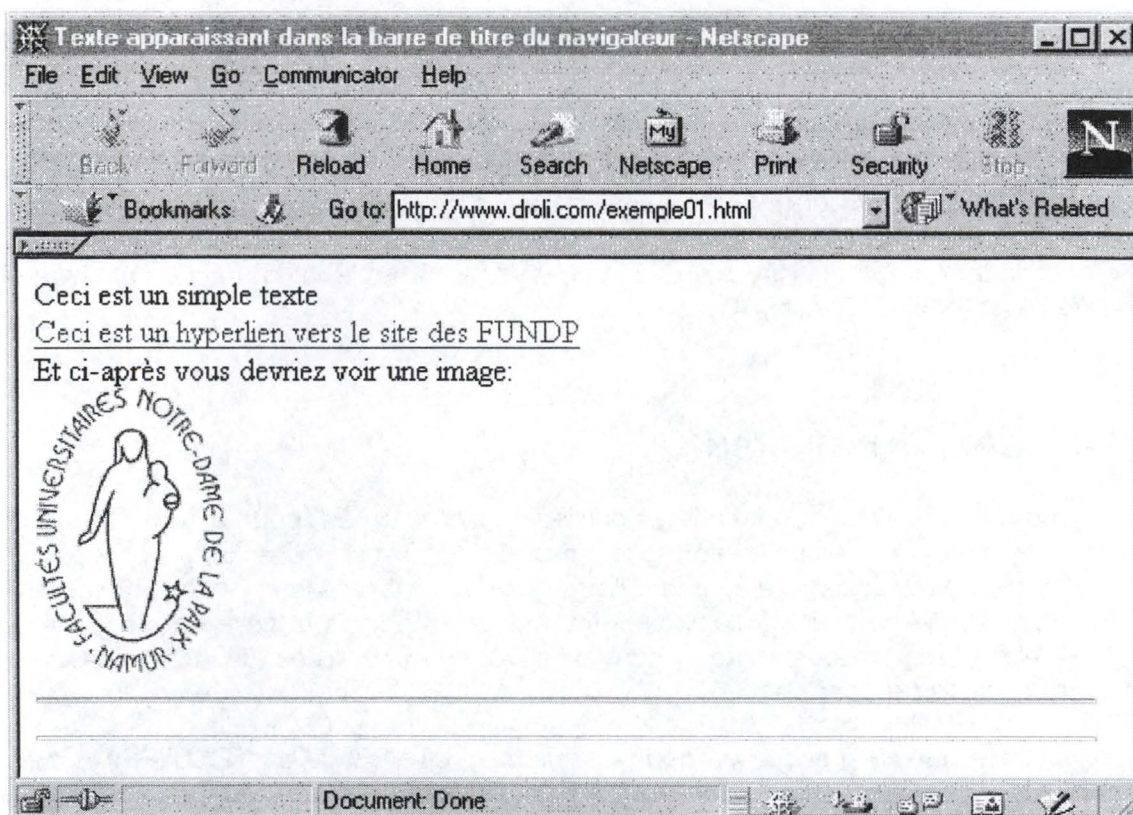 Texte apparaissant dans la barre de titre du navigateur - Netscape
File Edit View Go Communicator Help
Back Forward Reload Home Search My Netscape Print Security Stop N
Bookmarks Go to: http://www.droli.com/exemple01.html What's Related
Ceci est un simple texte
Ceci est un hyperlien vers le site des FUNDP
Et ci-après vous devriez voir une image:
FACULTÉS UNIVERSITAIRES NOTRE-DAME DE LA PAIX · NAMUR ·
Document: Done